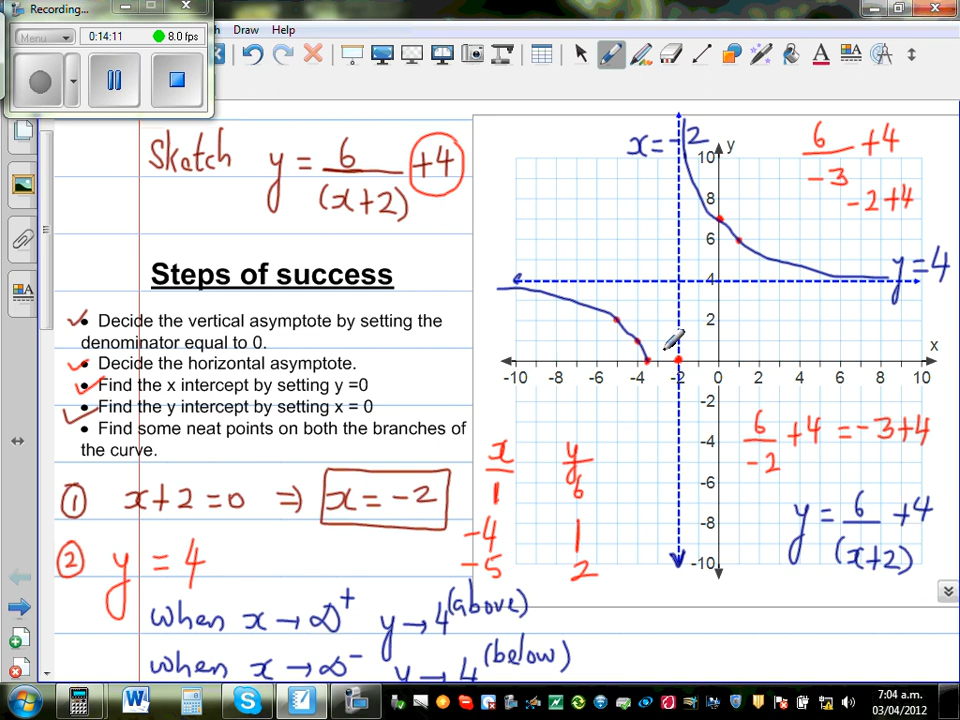 Recording...
Menu
0:14:11
8.0 fps
Draw Help
Sketch y = 6/(x+2) +4
Steps of success
Decide the vertical asymptote by setting the
denominator equal to 0.
Decide the horizontal asymptote.
Find the x intercept by setting y =0
Find the y intercept by setting x = 0
Find some neat points on both the branches of
the curve.
① x+2=0 ⇒ x=-2
② y = 4
when x→∞⁺ y→4 (above)
when x→∞⁻ y→4 (below)
x=-2
y
10
8
6
4
2
x
-10 -8 -6 -4 -2 0 2 4 6 8 10
-2
-4
-6
-8
-10
y=4
6/-3 +4
-2+4
6/-2 +4 = -3+4
x y
1 6
-4 1
-5 2
y = 6/(x+2) +4
7:04 a.m.
03/04/2012